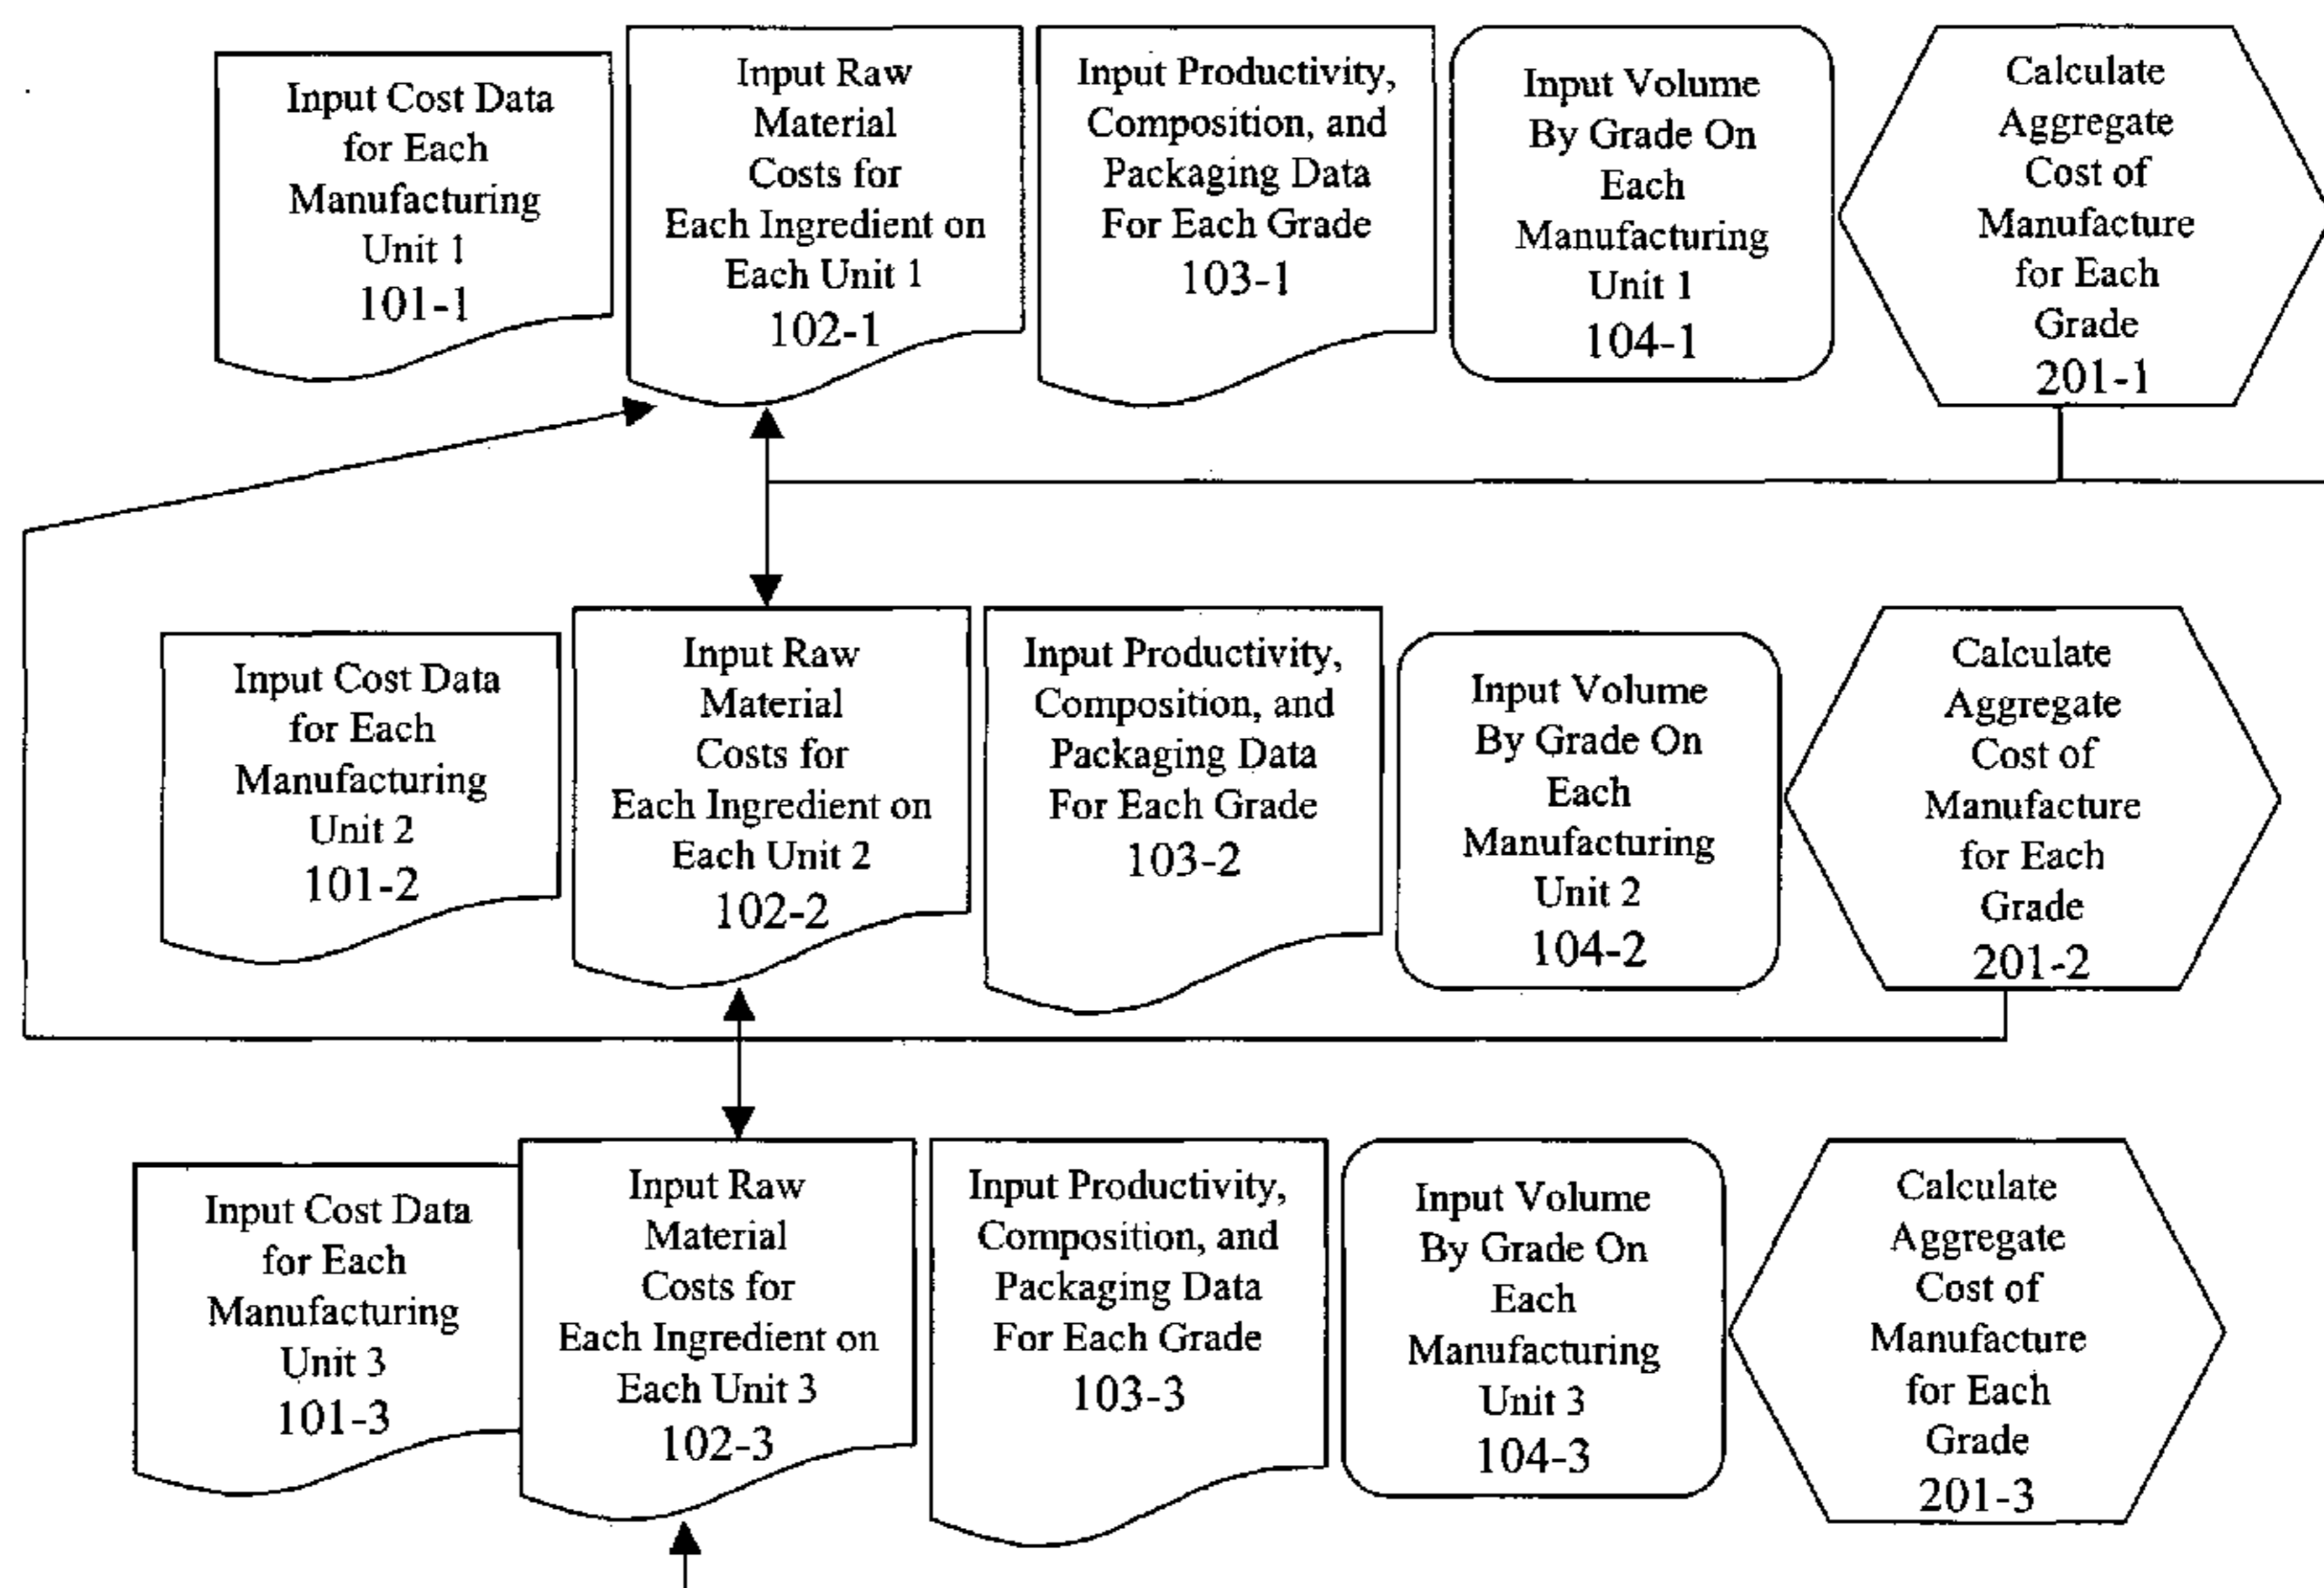 Input Cost Data
for Each
Manufacturing
Unit 1
101-1
Input Raw
Material
Costs for
Each Ingredient on
Each Unit 1
102-1
Input Productivity,
Composition, and
Packaging Data
For Each Grade
103-1
Input Volume
By Grade On
Each
Manufacturing
Unit 1
104-1
Calculate
Aggregate
Cost of
Manufacture
for Each
Grade
201-1
Input Cost Data
for Each
Manufacturing
Unit 2
101-2
Input Raw
Material
Costs for
Each Ingredient on
Each Unit 2
102-2
Input Productivity,
Composition, and
Packaging Data
For Each Grade
103-2
Input Volume
By Grade On
Each
Manufacturing
Unit 2
104-2
Calculate
Aggregate
Cost of
Manufacture
for Each
Grade
201-2
Input Cost Data
for Each
Manufacturing
Unit 3
101-3
Input Raw
Material
Costs for
Each Ingredient on
Each Unit 3
102-3
Input Productivity,
Composition, and
Packaging Data
For Each Grade
103-3
Input Volume
By Grade On
Each
Manufacturing
Unit 3
104-3
Calculate
Aggregate
Cost of
Manufacture
for Each
Grade
201-3